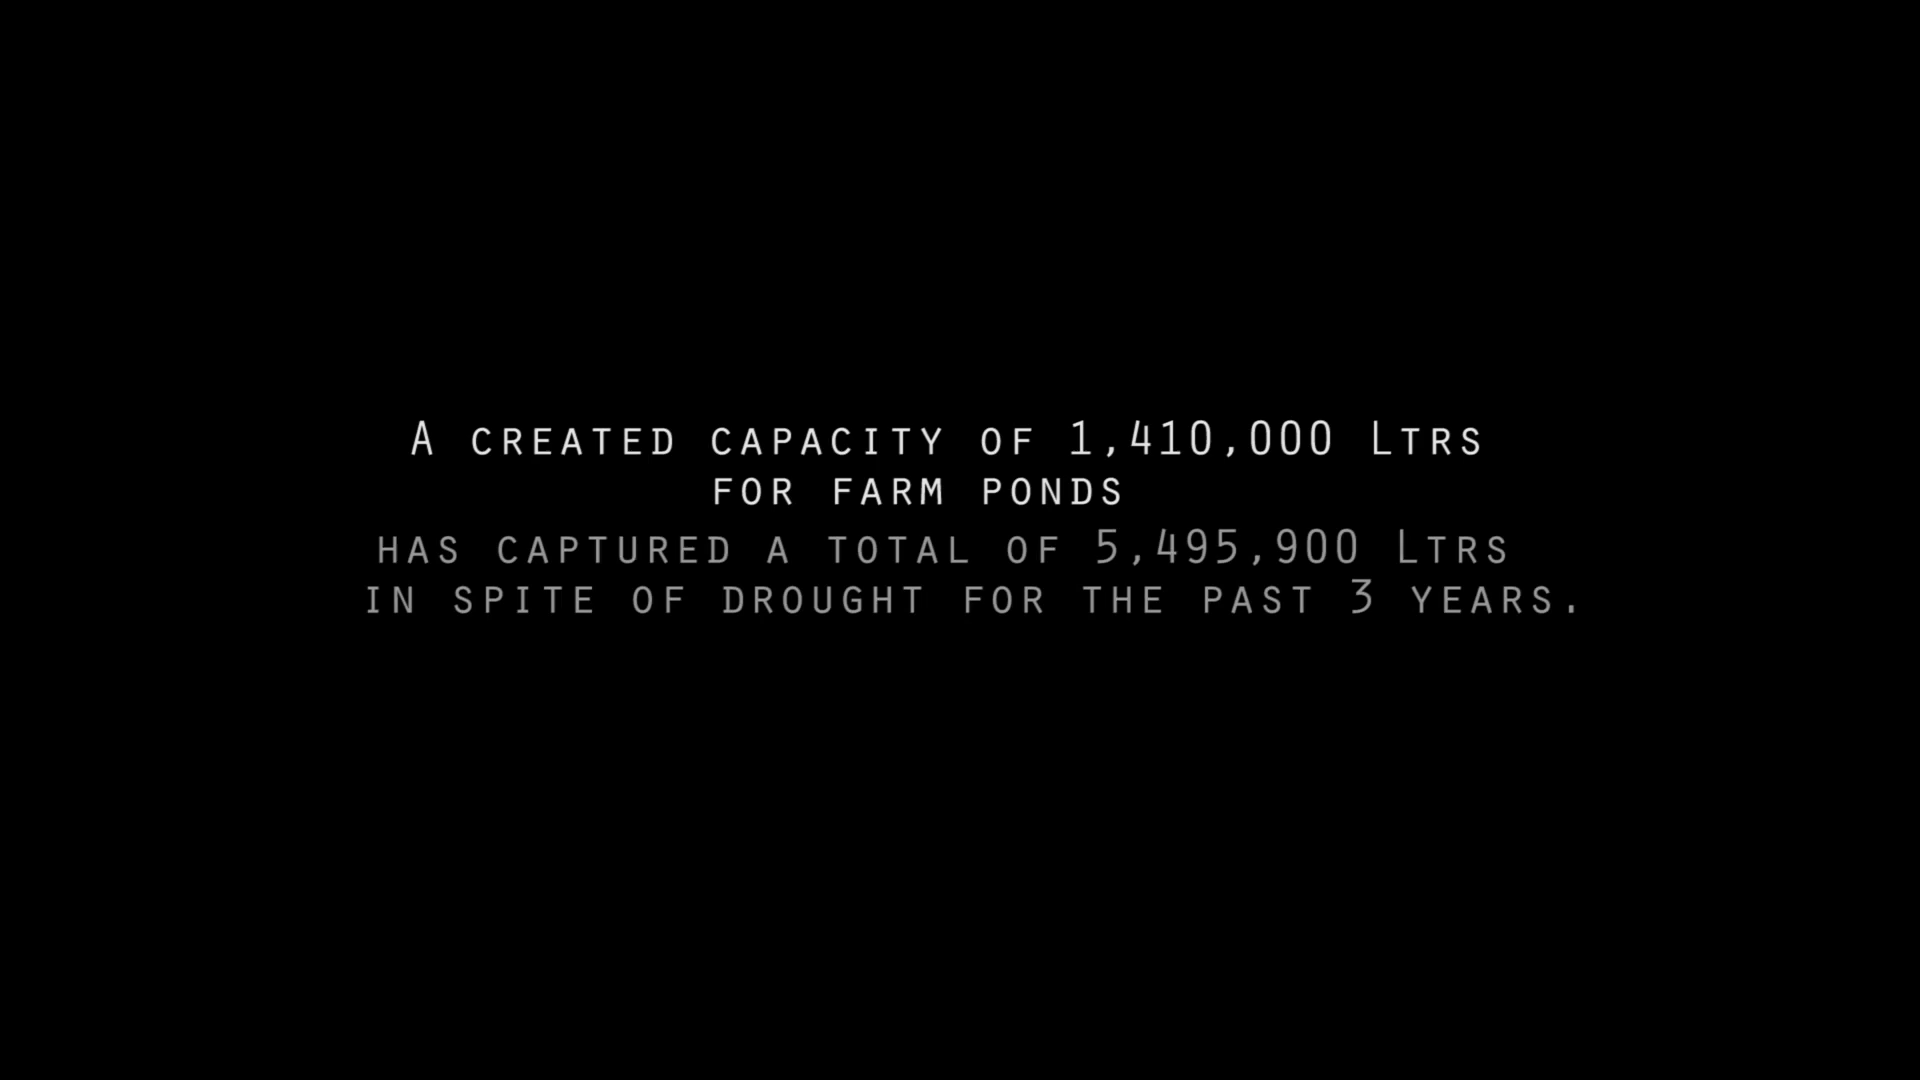 A CREATED CAPACITY OF 1,410,000 LTRS
FOR FARM PONDS
HAS CAPTURED A TOTAL OF 5,495,900 LTRS
IN SPITE OF DROUGHT FOR THE PAST 3 YEARS.